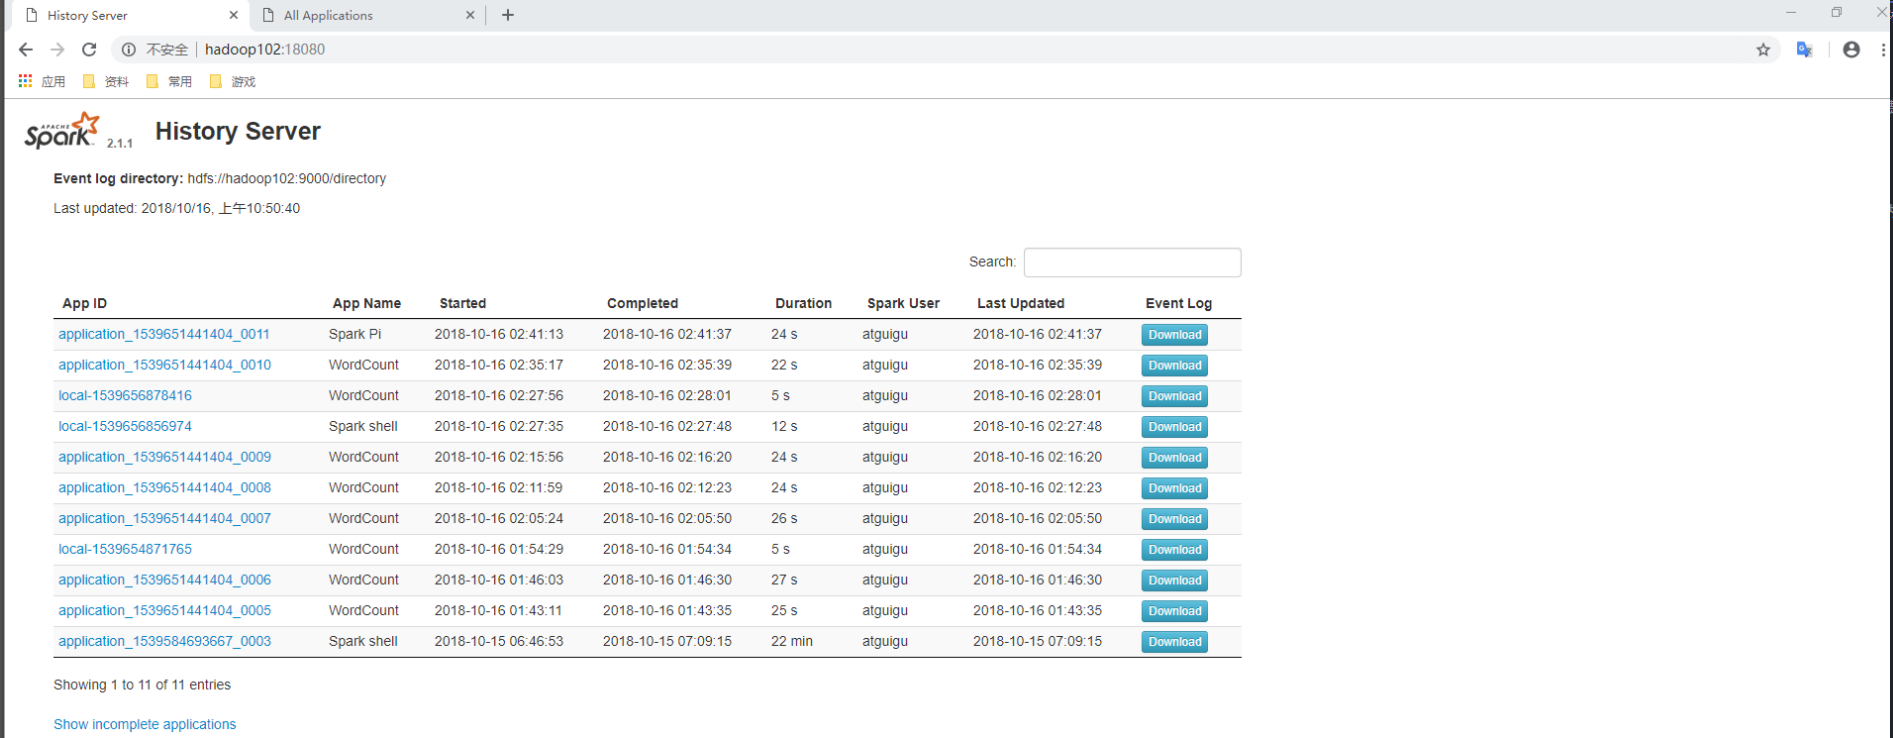 History Server
All Applications
不安全 hadoop102:18080
应用 资料 常用 游戏
APACHE Spark 2.1.1 History Server
Event log directory: hdfs://hadoop102:9000/directory
Last updated: 2018/10/16, 上午10:50:40
Search:
App ID App Name Started Completed Duration Spark User Last Updated Event Log
application_1539651441404_0011 Spark Pi 2018-10-16 02:41:13 2018-10-16 02:41:37 24 s atguigu 2018-10-16 02:41:37 Download
application_1539651441404_0010 WordCount 2018-10-16 02:35:17 2018-10-16 02:35:39 22 s atguigu 2018-10-16 02:35:39 Download
local-1539656878416 WordCount 2018-10-16 02:27:56 2018-10-16 02:28:01 5 s atguigu 2018-10-16 02:28:01 Download
local-1539656856974 Spark shell 2018-10-16 02:27:35 2018-10-16 02:27:48 12 s atguigu 2018-10-16 02:27:48 Download
application_1539651441404_0009 WordCount 2018-10-16 02:15:56 2018-10-16 02:16:20 24 s atguigu 2018-10-16 02:16:20 Download
application_1539651441404_0008 WordCount 2018-10-16 02:11:59 2018-10-16 02:12:23 24 s atguigu 2018-10-16 02:12:23 Download
application_1539651441404_0007 WordCount 2018-10-16 02:05:24 2018-10-16 02:05:50 26 s atguigu 2018-10-16 02:05:50 Download
local-1539654871765 WordCount 2018-10-16 01:54:29 2018-10-16 01:54:34 5 s atguigu 2018-10-16 01:54:34 Download
application_1539651441404_0006 WordCount 2018-10-16 01:46:03 2018-10-16 01:46:30 27 s atguigu 2018-10-16 01:46:30 Download
application_1539651441404_0005 WordCount 2018-10-16 01:43:11 2018-10-16 01:43:35 25 s atguigu 2018-10-16 01:43:35 Download
application_1539584693667_0003 Spark shell 2018-10-15 06:46:53 2018-10-15 07:09:15 22 min atguigu 2018-10-15 07:09:15 Download
Showing 1 to 11 of 11 entries
Show incomplete applications